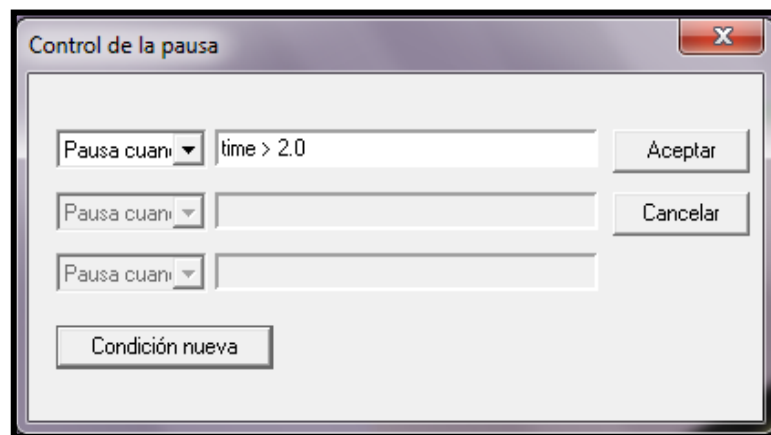 Control de la pausa
Pausa cuan time > 2.0 Aceptar
Pausa cuan Cancelar
Pausa cuan
Condición nueva